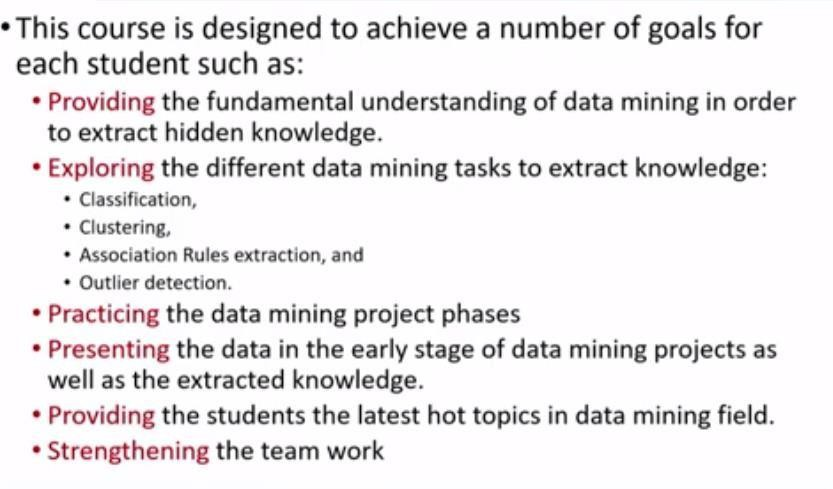 •This course is designed to achieve a number of goals for
each student such as:
• Providing the fundamental understanding of data mining in order
to extract hidden knowledge.
• Exploring the different data mining tasks to extract knowledge:
• Classification,
• Clustering,
• Association Rules extraction, and
• Outlier detection.
• Practicing the data mining project phases
• Presenting the data in the early stage of data mining projects as
well as the extracted knowledge.
• Providing the students the latest hot topics in data mining field.
• Strengthening the team work